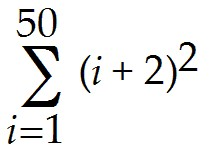 50
∑ (i + 2)2
i=1